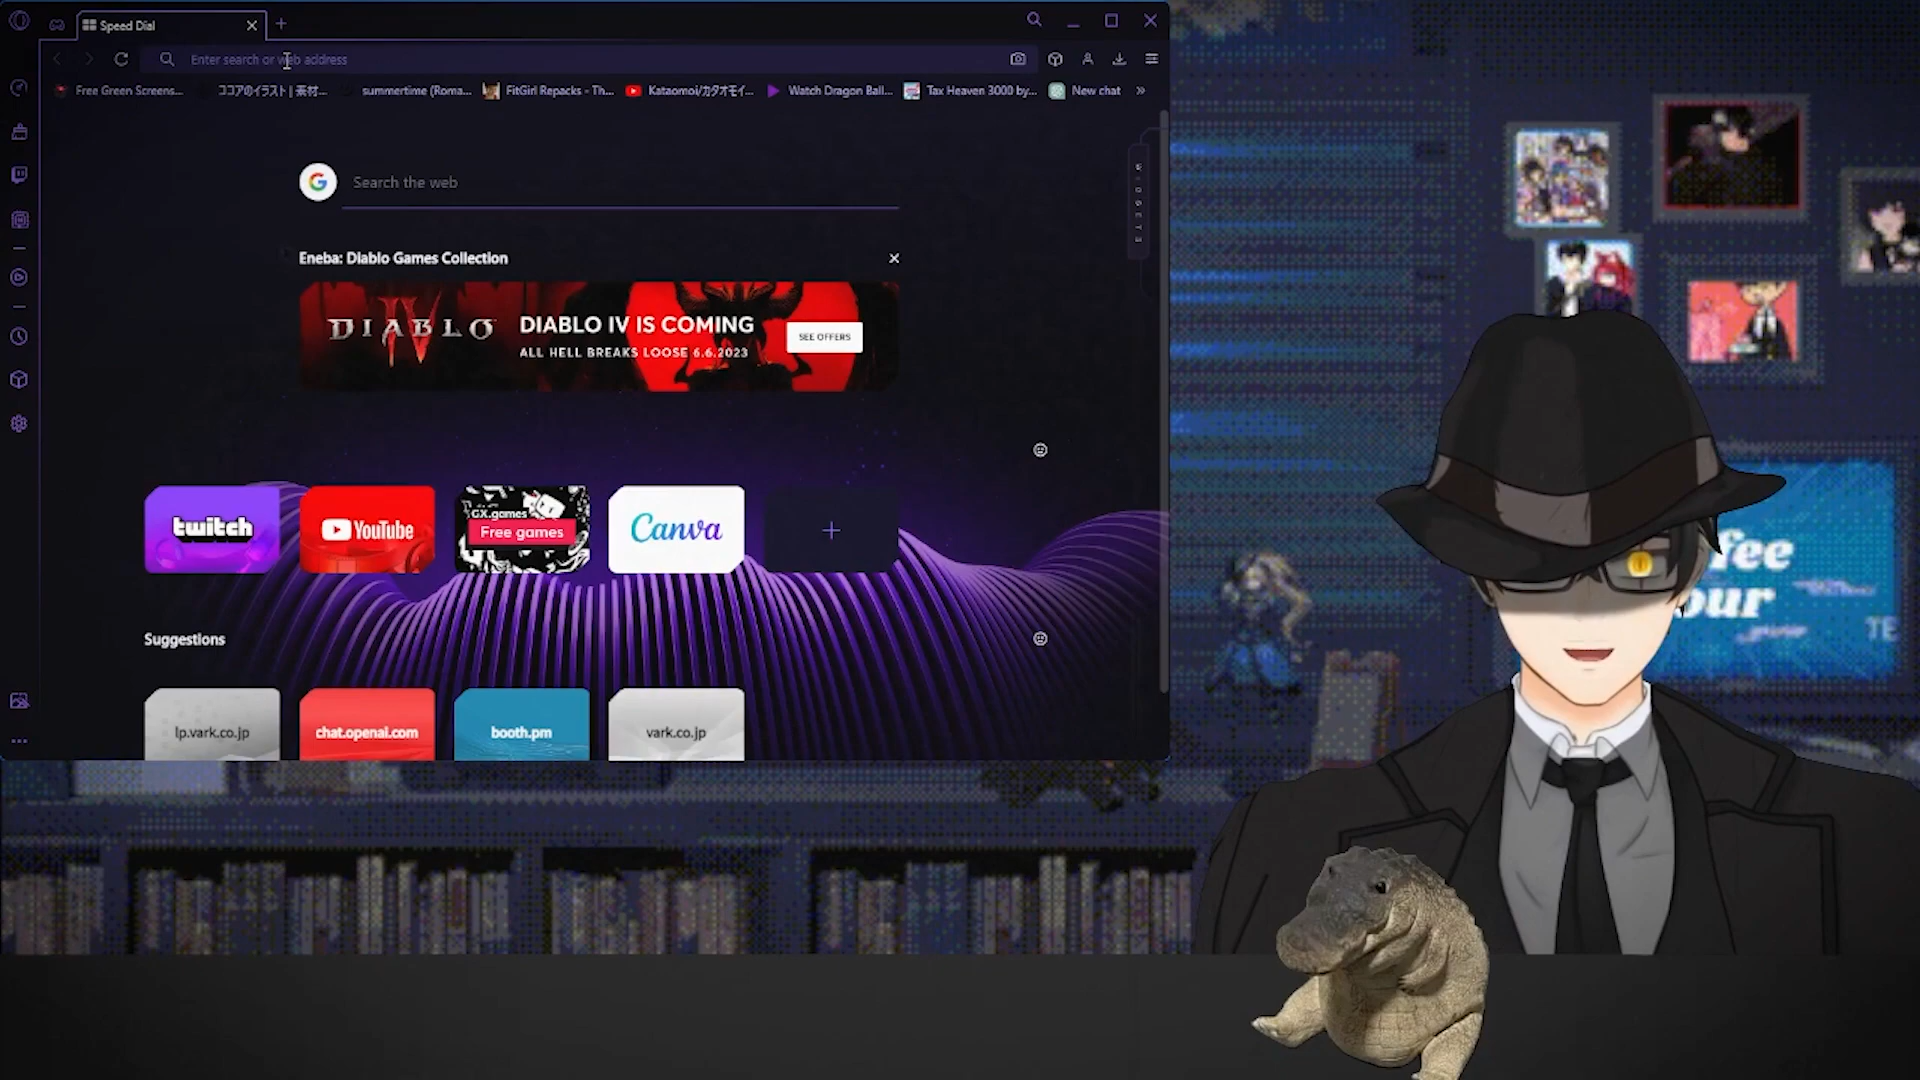 Speed Dial
Enter search or web address
Free Green Screens...
ココアのイラスト | 素材...
summertime (Roma...
FitGirl Repacks - Th...
Kataomoi/カタオモイ...
Watch Dragon Ball...
Tax Heaven 3000 by...
New chat
Search the web
Eneba: Diablo Games Collection
DIABLO IV
DIABLO IV IS COMING
ALL HELL BREAKS LOOSE 6.6.2023
SEE OFFERS
twitch
YouTube
GX.games
Free games
Canva
Suggestions
lp.vark.co.jp
chat.openai.com
booth.pm
vark.co.jp
fee
our
TE